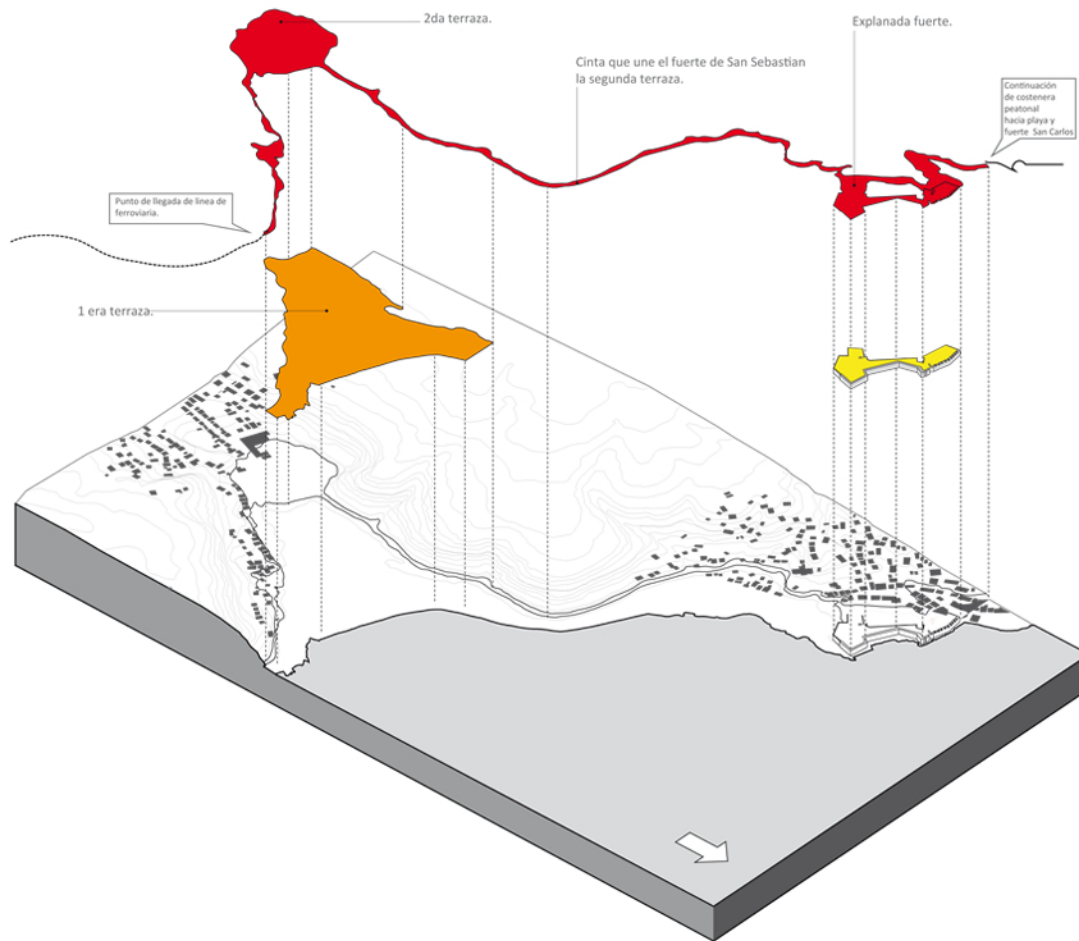 2da terraza.
Explanada fuerte.
Cinta que une el fuerte de San Sebastian
la segunda terraza.
Continuación
de costenera
peatonal
hacia playa y
fuerte San Carlos
Punto de llegada de linea de
ferroviaria.
1 era terraza.